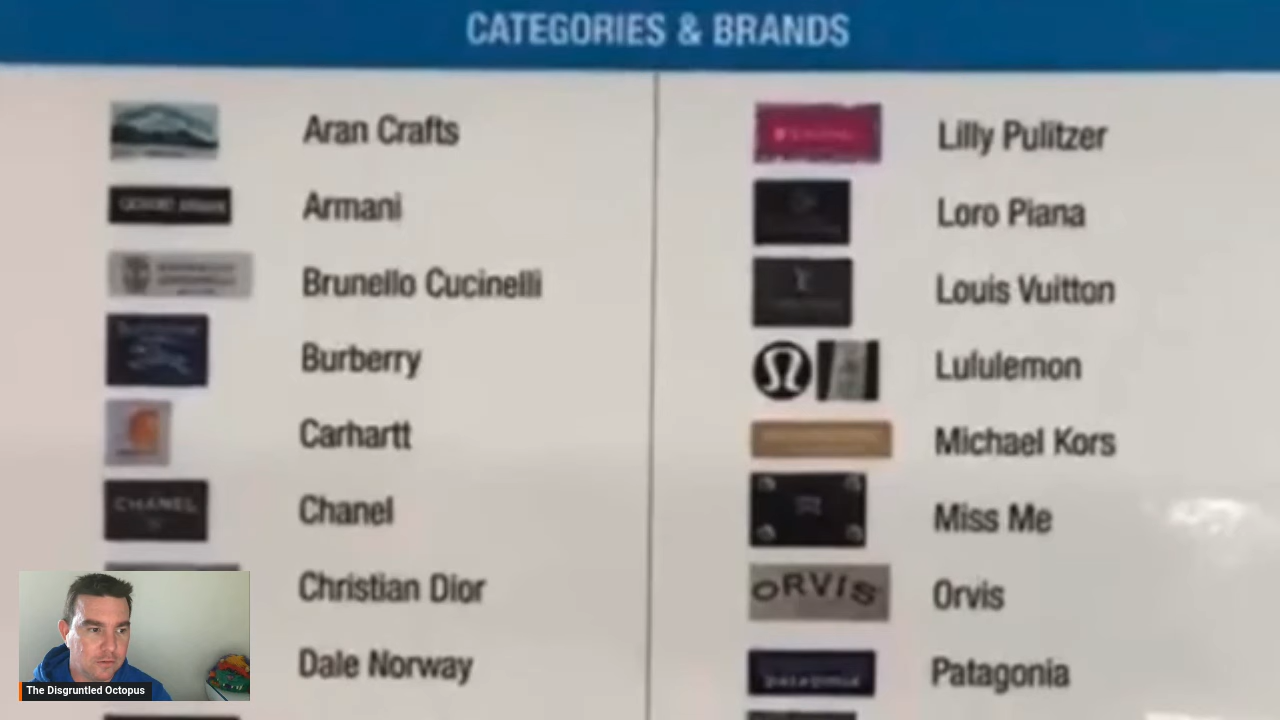 CATEGORIES & BRANDS
Aran Crafts
Armani
Brunello Cucinelli
Burberry
Carhartt
CHANEL
Chanel
Christian Dior
Dale Norway
Lilly Pulitzer
Loro Piana
Louis Vuitton
Lululemon
Michael Kors
Miss Me
ORVIS
Orvis
patagonia
Patagonia
The Disgruntled Octopus